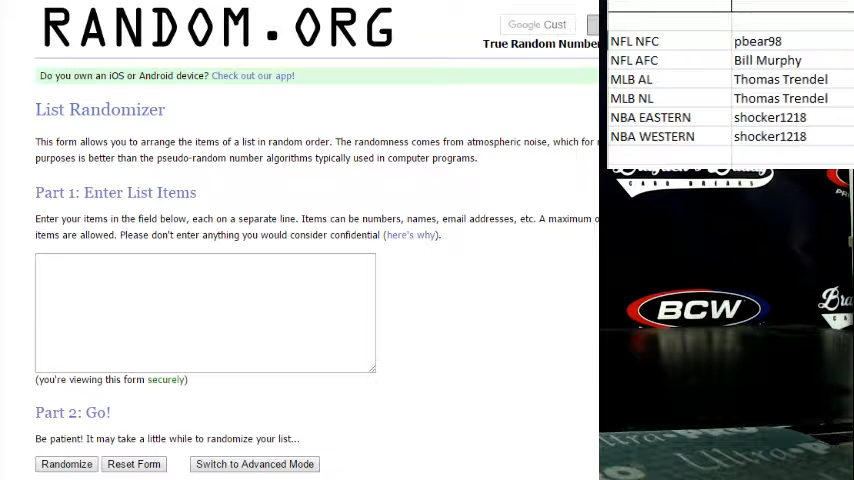 RANDOM.ORG
Google Cust
True Random Number
Do you own an iOS or Android device? Check out our app!
List Randomizer
This form allows you to arrange the items of a list in random order. The randomness comes from atmospheric noise, which for
purposes is better than the pseudo-random number algorithms typically used in computer programs.
Part 1: Enter List Items
Enter your items in the field below, each on a separate line. Items can be numbers, names, email addresses, etc. A maximum o
items are allowed. Please don't enter anything you would consider confidential (here's why).
(you're viewing this form securely)
Part 2: Go!
Be patient! It may take a little while to randomize your list...
Randomize Reset Form Switch to Advanced Mode
NFL NFC pbear98
NFL AFC Bill Murphy
MLB AL Thomas Trendel
MLB NL Thomas Trendel
NBA EASTERN shocker1218
NBA WESTERN shocker1218
CARD BREAKS
BCW
Ultra PRO